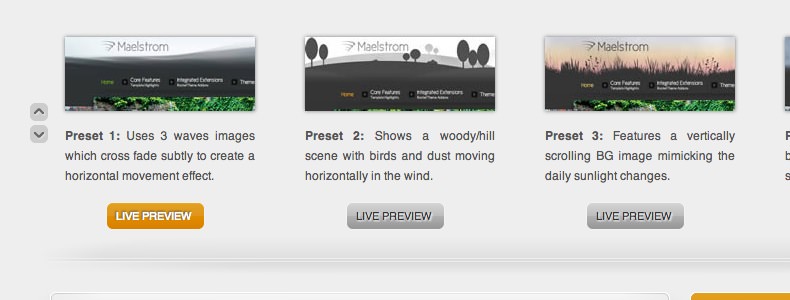 Maelstrom
Home Core Features Integrated Extensions Theme
Template Highlights RocketTheme Addons
Preset 1: Uses 3 waves images
which cross fade subtly to create a
horizontal movement effect.
LIVE PREVIEW
Maelstrom
Home Core Features Integrated Extensions Theme
Template Highlights RocketTheme Addons
Preset 2: Shows a woody/hill
scene with birds and dust moving
horizontally in the wind.
LIVE PREVIEW
Maelstrom
Home Core Features Integrated Extensions Theme
Template Highlights RocketTheme Addons
Preset 3: Features a vertically
scrolling BG image mimicking the
daily sunlight changes.
LIVE PREVIEW